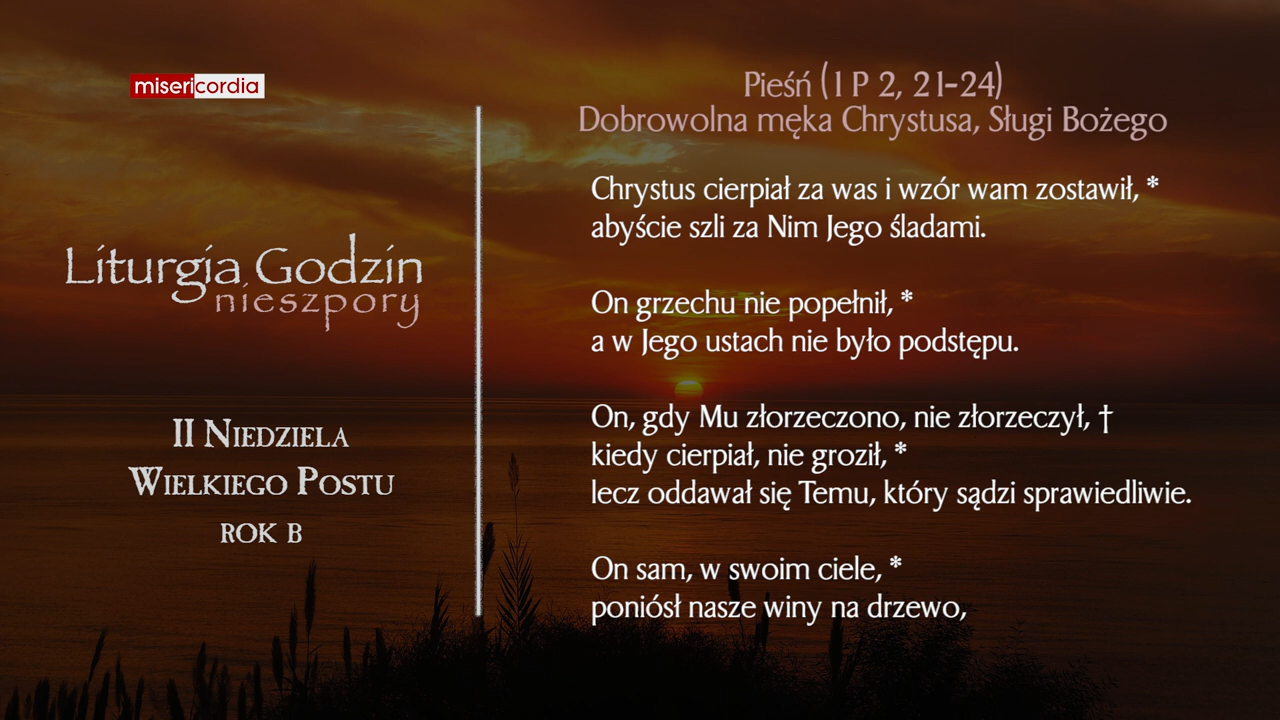 misericordia
Liturgia Godzin
nieszpory
II Niedziela
Wielkiego Postu
rok B
Pieśń (1 P 2, 21-24)
Dobrowolna męka Chrystusa, Sługi Bożego
Chrystus cierpiał za was i wzór wam zostawił, *
abyście szli za Nim Jego śladami.
On grzechu nie popełnił, *
a w Jego ustach nie było podstępu.
On, gdy Mu złorzeczono, nie złorzeczył, †
kiedy cierpiał, nie groził, *
lecz oddawał się Temu, który sądzi sprawiedliwie.
On sam, w swoim ciele, *
poniósł nasze winy na drzewo,